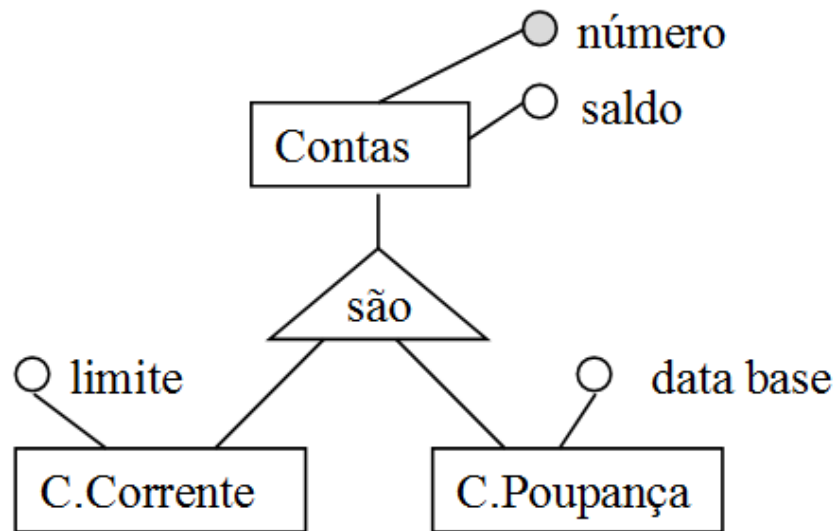 número
saldo
Contas
são
limite
data base
C.Corrente
C.Poupança